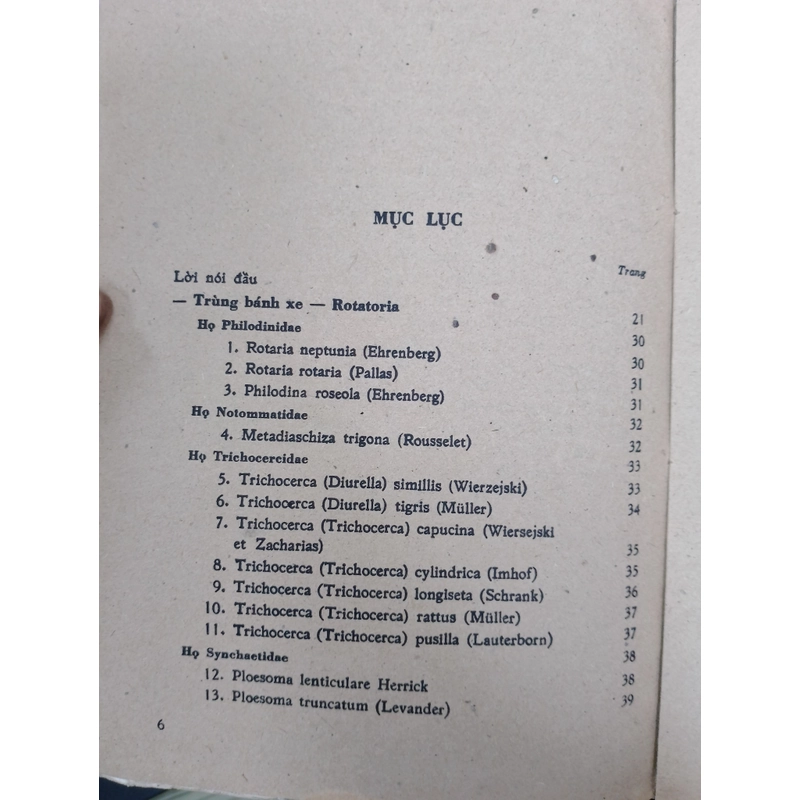 MỤC LỤC
Trang
Lời nói đầu
— Trùng bánh xe — Rotatoria 21
Họ Philodinidae 30
1. Rotaria neptunia (Ehrenberg) 30
2. Rotaria rotaria (Pallas) 31
3. Philodina roseola (Ehrenberg) 31
Họ Notommatidae 32
4. Metadiaschiza trigona (Rousselet) 32
Họ Trichocercidae 33
5. Trichocerca (Diurella) simillis (Wierzejski) 33
6. Trichocerca (Diurella) tigris (Müller) 34
7. Trichocerca (Trichocerca) capucina (Wiersejski
et Zacharias) 35
8. Trichocerca (Trichocerca) cylindrica (Imhof) 35
9. Trichocerca (Trichocerca) longiseta (Schrank) 36
10. Trichocerca (Trichocerca) rattus (Müller) 37
11. Trichocerca (Trichocerca) pusilla (Lauterborn) 37
Họ Synchaetidae 38
12. Ploesoma lenticulare Herrick 38
13. Ploesoma truncatum (Levander) 39
6